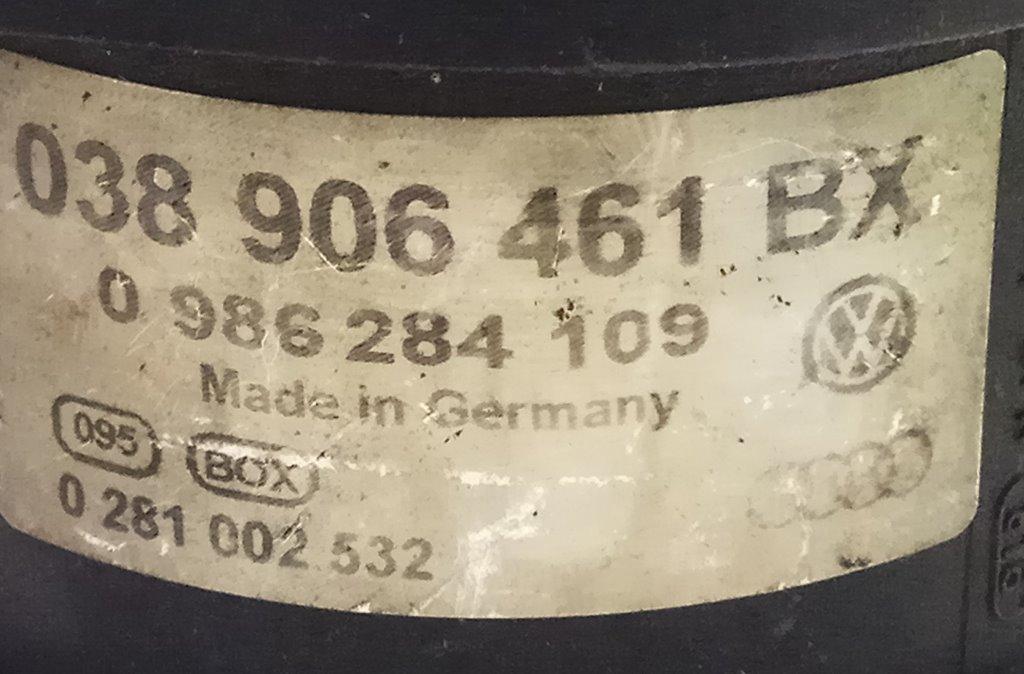 038 906 461 BX
0 986 284 109
Made in Germany
095 BOX
0 281 002 532